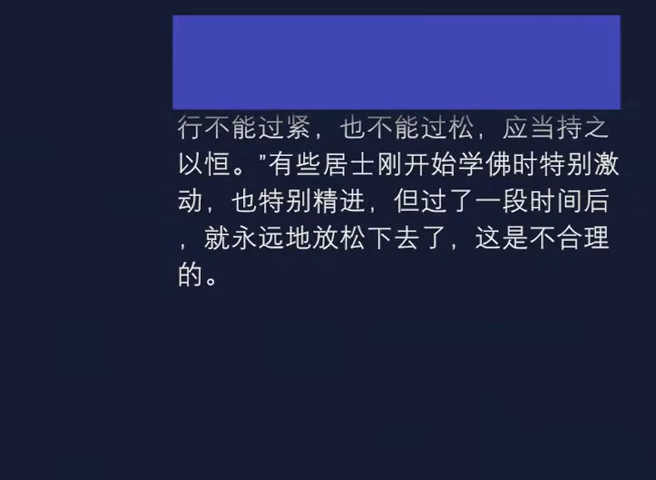 行不能过紧，也不能过松，应当持之
以恒。”有些居士刚开始学佛时特别激
动，也特别精进，但过了一段时间后
，就永远地放松下去了，这是不合理
的。